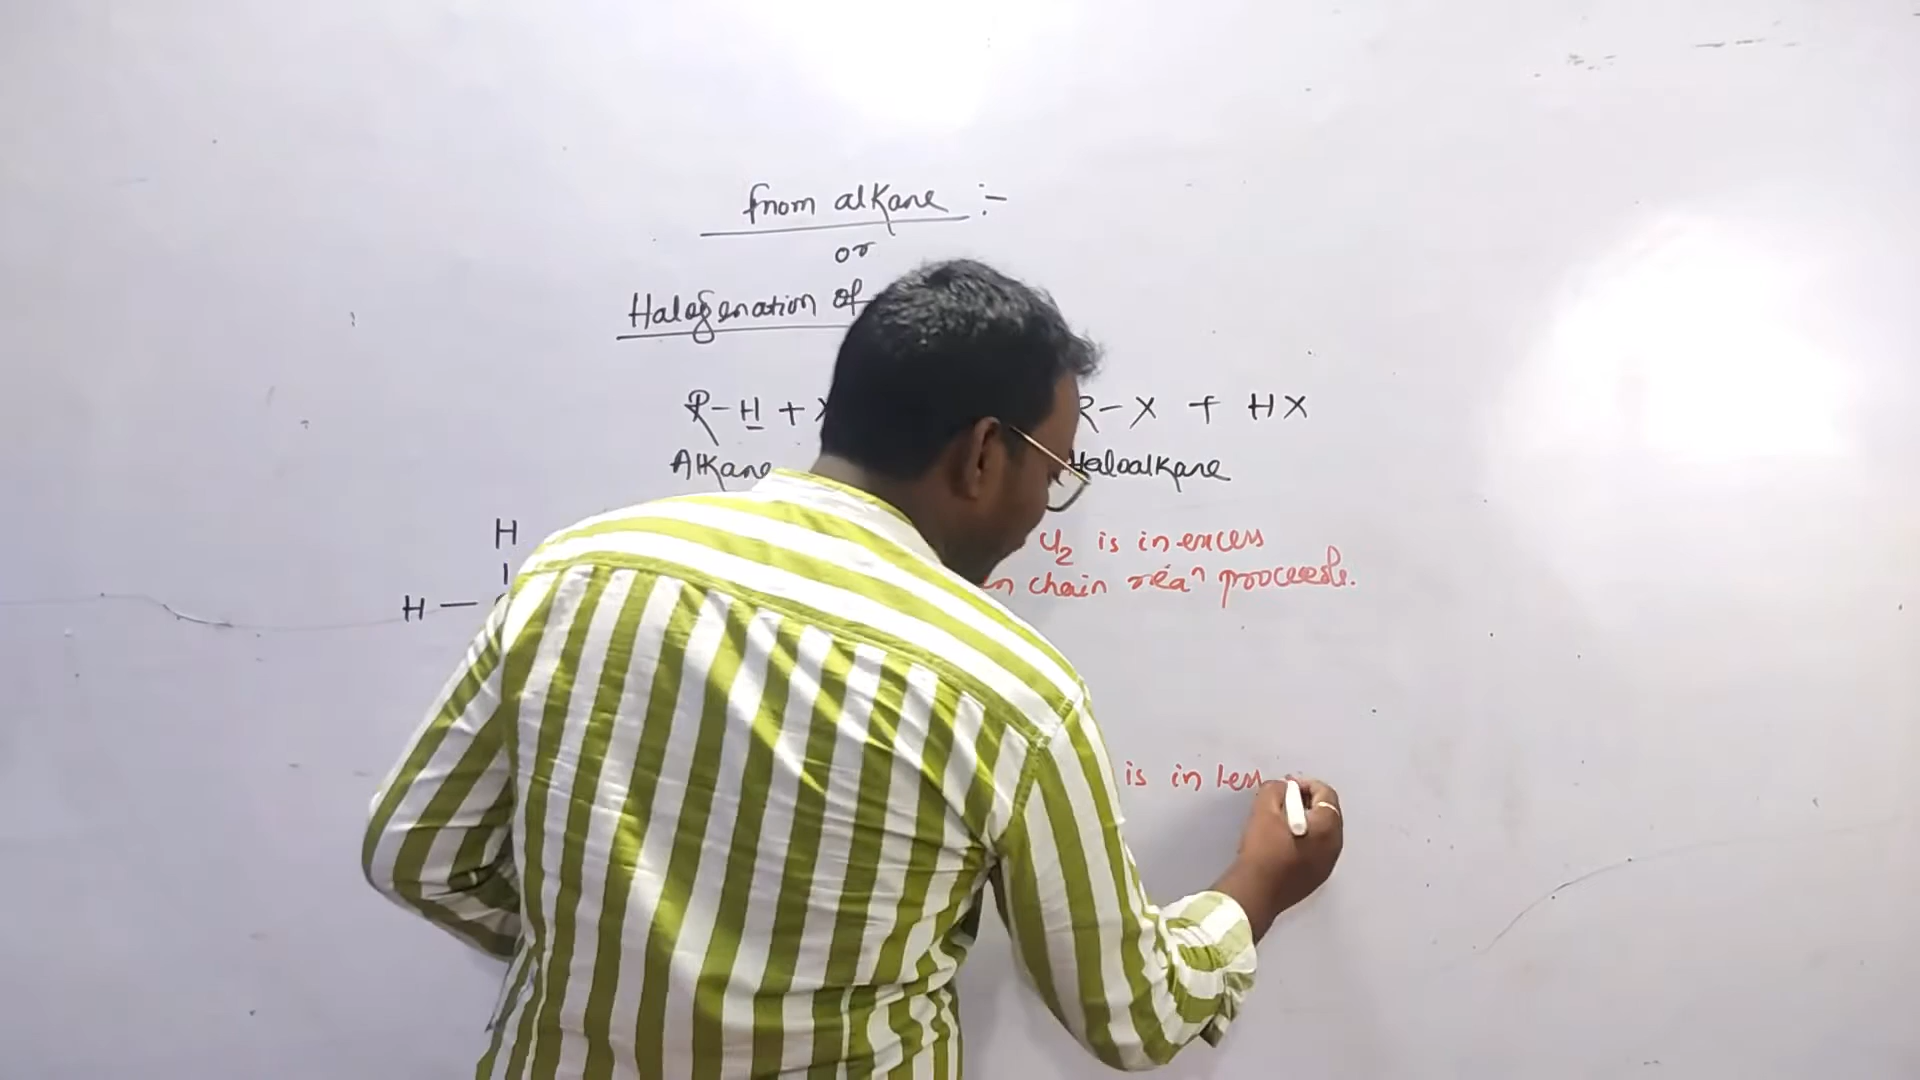 from alkane :-
or
Halogenation of
R-H + X R-X + HX
Alkane Haloalkane
H
H - Cl2 is in excess
chain reaⁿ proceeds.
is in less